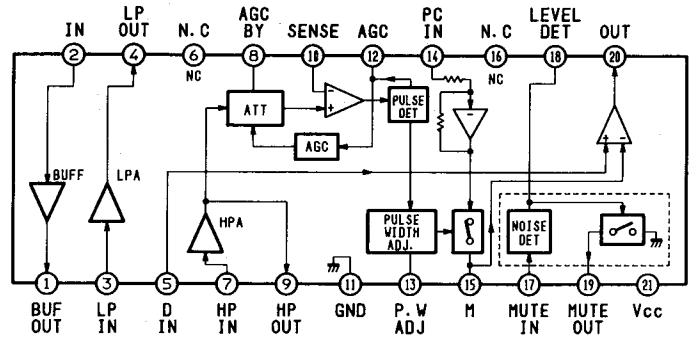 IN
LP OUT
N.C
AGC BY
SENSE
AGC
PC IN
N.C
LEVEL DET
OUT
2
4
6
8
10
12
14
16
18
20
NC
NC
ATT
-
+
PULSE DET
-
AGC
+
-
BUFF
LPA
HPA
PULSE WIDTH ADJ.
NOISE DET
1
3
5
7
9
11
13
15
17
19
21
BUF OUT
LP IN
D IN
HP IN
HP OUT
GND
P.W ADJ
M
MUTE IN
MUTE OUT
Vcc